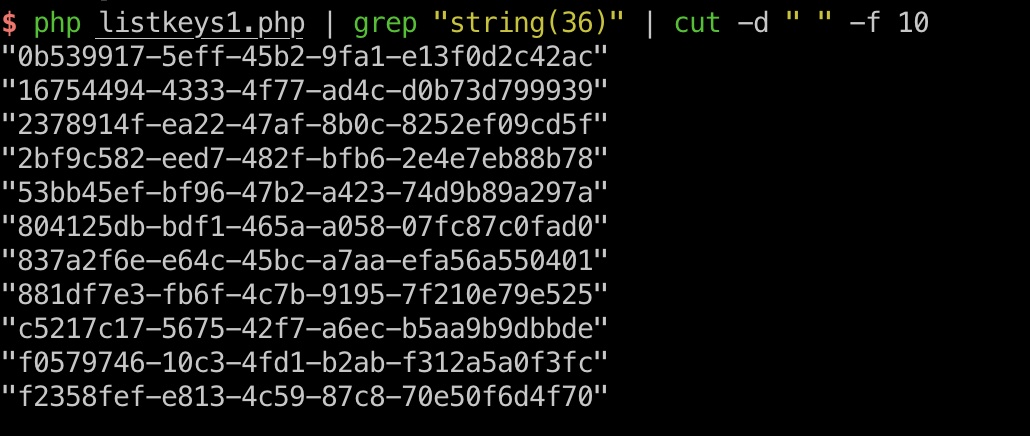 $ php listkeys1.php | grep "string(36)" | cut -d " " -f 10
"0b539917-5eff-45b2-9fa1-e13f0d2c42ac"
"16754494-4333-4f77-ad4c-d0b73d799939"
"2378914f-ea22-47af-8b0c-8252ef09cd5f"
"2bf9c582-eed7-482f-bfb6-2e4e7eb88b78"
"53bb45ef-bf96-47b2-a423-74d9b89a297a"
"804125db-bdf1-465a-a058-07fc87c0fad0"
"837a2f6e-e64c-45bc-a7aa-efa56a550401"
"881df7e3-fb6f-4c7b-9195-7f210e79e525"
"c5217c17-5675-42f7-a6ec-b5aa9b9dbbde"
"f0579746-10c3-4fd1-b2ab-f312a5a0f3fc"
"f2358fef-e813-4c59-87c8-70e50f6d4f70"